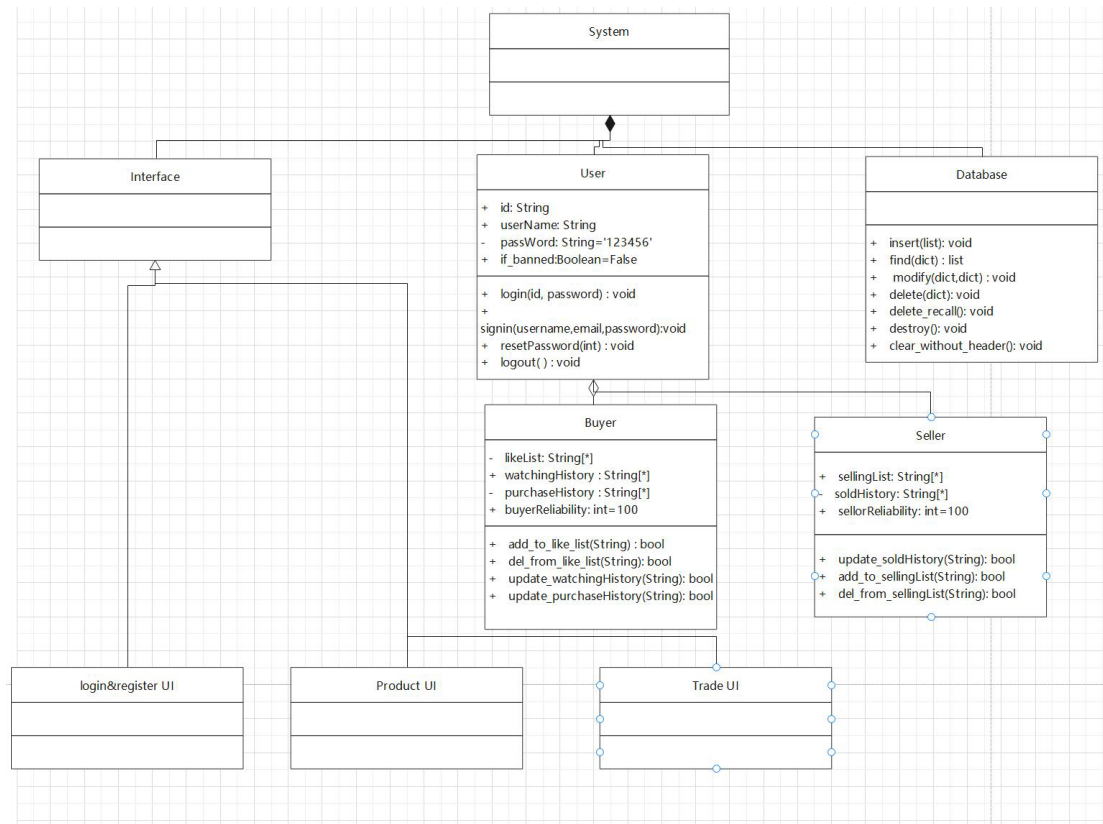 System
Interface
User
+ id: String
+ userName: String
- passWord: String='123456'
+ if_banned:Boolean=False
+ login(id, password) : void
+
signin(username,email,password):void
+ resetPassword(int) : void
+ logout( ) : void
Database
+ insert(list): void
+ find(dict) : list
+ modify(dict,dict) : void
+ delete(dict): void
+ delete_recall(): void
+ destroy(): void
+ clear_without_header(): void
Buyer
- likeList: String[*]
+ watchingHistory : String[*]
- purchaseHistory : String[*]
+ buyerReliability: int=100
+ add_to_like_list(String) : bool
+ del_from_like_list(String): bool
+ update_watchingHistory(String): bool
+ update_purchaseHistory(String): bool
Seller
+ sellingList: String[*]
- soldHistory: String[*]
+ sellorReliability: int=100
+ update_soldHistory(String): bool
+ add_to_sellingList(String): bool
+ del_from_sellingList(String): bool
login&register UI
Product UI
Trade UI